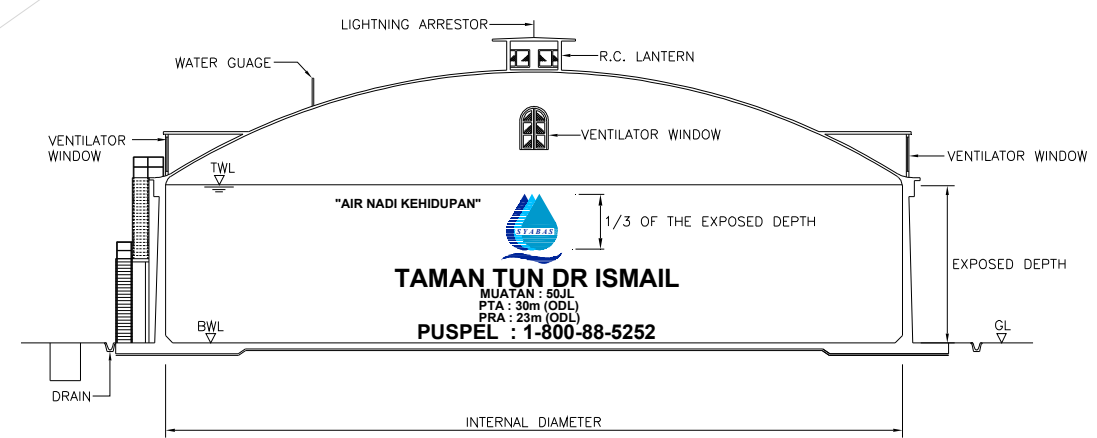 LIGHTNING ARRESTOR
R.C. LANTERN
WATER GUAGE
VENTILATOR WINDOW
VENTILATOR
WINDOW
VENTILATOR WINDOW
TWL
"AIR NADI KEHIDUPAN"
SYABAS
1/3 OF THE EXPOSED DEPTH
EXPOSED DEPTH
TAMAN TUN DR ISMAIL
MUATAN : 50JL
PTA : 30m (ODL)
PRA : 23m (ODL)
PUSPEL : 1-800-88-5252
BWL
GL
DRAIN
INTERNAL DIAMETER